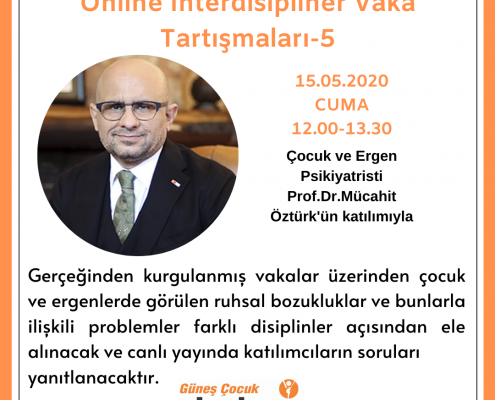 Online İnterdisipliner Vaka
Tartışmaları-5
15.05.2020
CUMA
12.00-13.30
Çocuk ve Ergen
Psikiyatristi
Prof.Dr.Mücahit
Öztürk'ün katılımıyla
Gerçeğinden kurgulanmış vakalar üzerinden çocuk
ve ergenlerde görülen ruhsal bozukluklar ve bunlarla
ilişkili problemler farklı disiplinler açısından ele
alınacak ve canlı yayında katılımcıların soruları
yanıtlanacaktır.
Güneş Çocuk